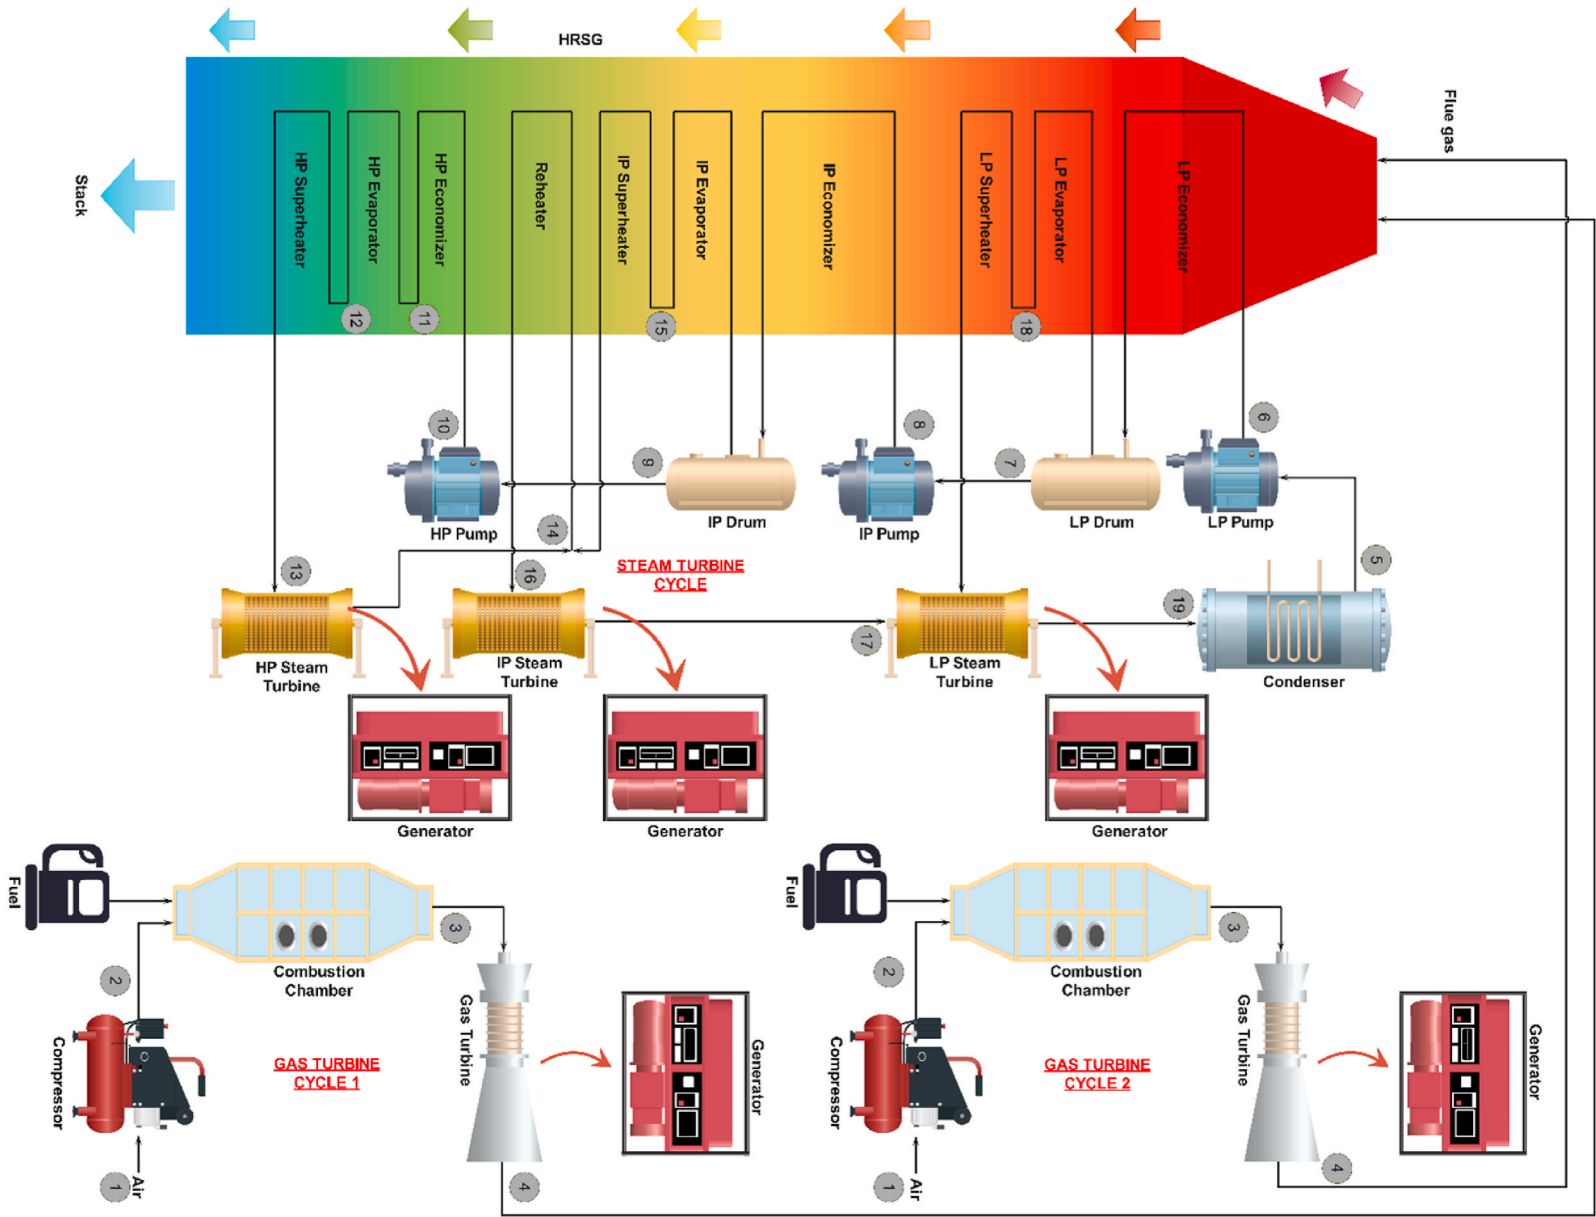 HRSG
Flue gas
Stack
HP Superheater
HP Evaporator
HP Economizer
Reheater
IP Superheater
IP Evaporator
IP Economizer
LP Superheater
LP Evaporator
LP Economizer
12
11
15
18
10
9
8
7
6
HP Pump
IP Drum
IP Pump
LP Drum
LP Pump
14
13
16
STEAM TURBINE
CYCLE
5
17
19
HP Steam
Turbine
IP Steam
Turbine
LP Steam
Turbine
Condenser
Generator
Generator
Generator
Fuel
3
Combustion
Chamber
2
Compressor
GAS TURBINE
CYCLE 1
Gas Turbine
Generator
1
Air
4
Fuel
3
Combustion
Chamber
2
Compressor
GAS TURBINE
CYCLE 2
Gas Turbine
Generator
1
Air
4